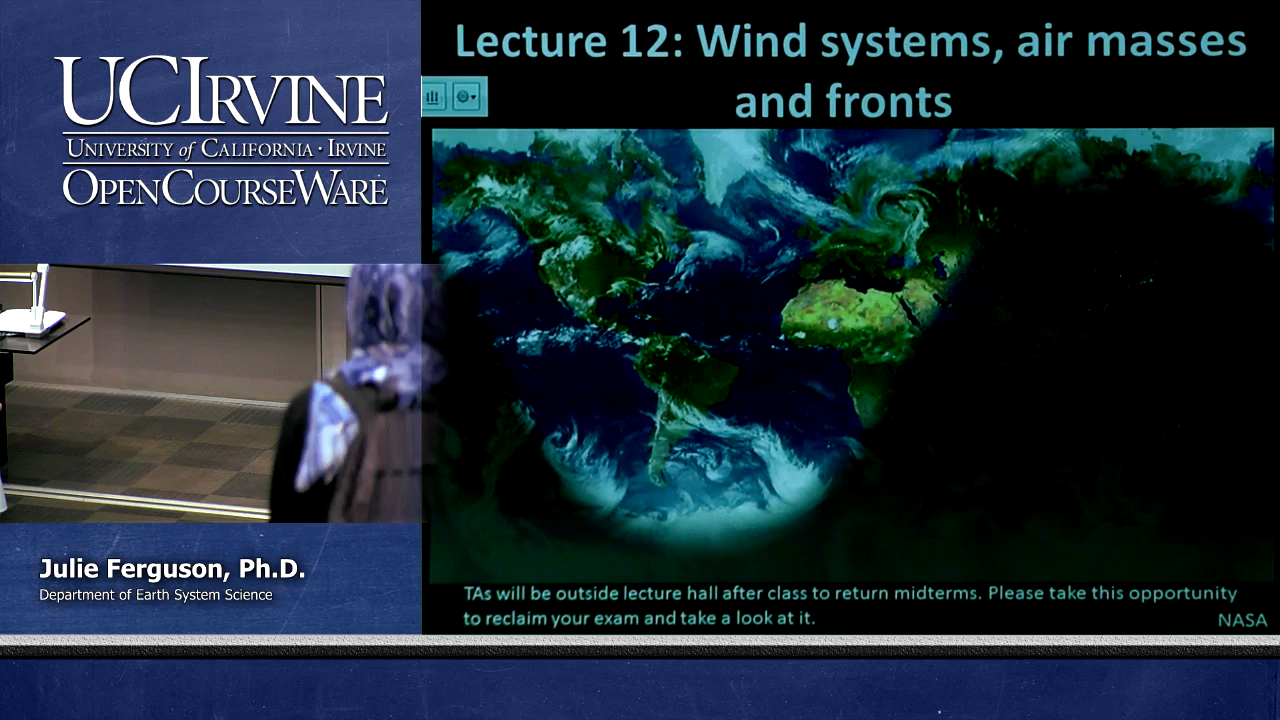 UCIRVINE
UNIVERSITY of CALIFORNIA · IRVINE
OPENCOURSEWARE
Lecture 12: Wind systems, air masses
and fronts
Julie Ferguson, Ph.D.
Department of Earth System Science
TAs will be outside lecture hall after class to return midterms. Please take this opportunity
to reclaim your exam and take a look at it.
NASA